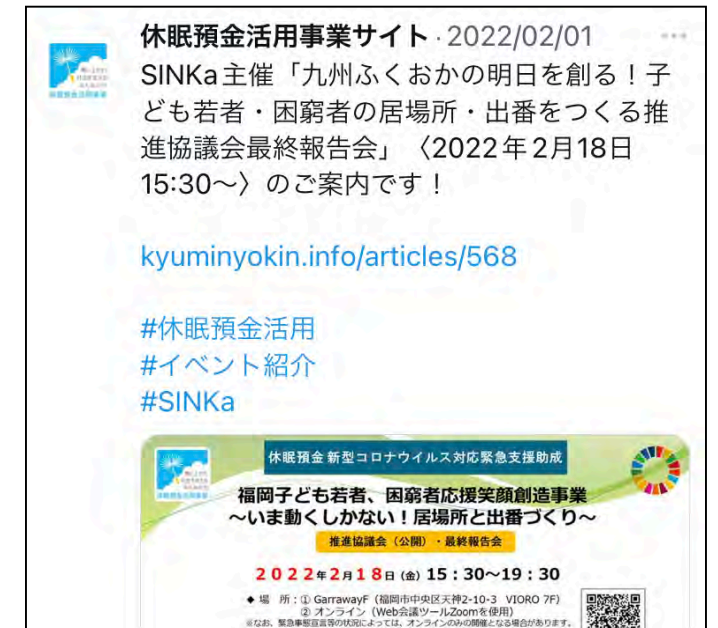 休眠預金活用事業サイト · 2022/02/01
SINKa主催「九州ふくおかの明日を創る！子
ども若者・困窮者の居場所・出番をつくる推
進協議会最終報告会」〈2022年2月18日
15:30〜〉のご案内です！
kyuminyokin.info/articles/568
#休眠預金活用
#イベント紹介
#SINKa
休眠預金 新型コロナウイルス対応緊急支援助成
福岡子ども若者、困窮者応援笑顔創造事業
〜いま動くしかない！居場所と出番づくり〜
推進協議会（公開）・最終報告会
2022年2月18日（金）15：30〜19：30
◆ 場　所：① GarrawayF（福岡市中央区天神2-10-3 VIORO 7F）
② オンライン（Web会議ツールZoomを使用）
※なお、緊急事態宣言等の状況によっては、オンラインのみの開催となる場合があります。